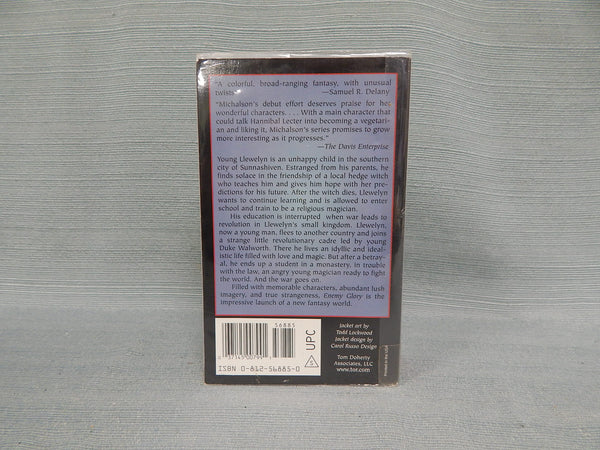 "A colorful, broad-ranging fantasy, with unusual
twists"
—Samuel R. Delany
"Michalson's debut effort deserves praise for her
wonderful characters. . . . With a main character that
could talk Hannibal Lecter into becoming a vegetari-
an and liking it, Michalson's series promises to grow
more interesting as it progresses."
—The Davis Enterprise
Young Llewelyn is an unhappy child in the southern
city of Sunnashiven. Estranged from his parents, he
finds solace in the friendship of a local hedge witch
who teaches him and gives him hope with her pre-
dictions for his future. After the witch dies, Llewelyn
wants to continue learning and is allowed to enter
school and train to be a religious magician.
His education is interrupted when war leads to
revolution in Llewelyn's small kingdom. Llewelyn,
now a young man, flees to another country and joins
a strange little revolutionary cadre led by young
Duke Walworth. There he lives an idyllic and ideal-
istic life filled with love and magic. But after a betray-
al, he ends up a student in a monastery, in trouble
with the law, an angry young magician ready to fight
the world. And the war goes on.
Filled with memorable characters, abundant lush
imagery, and true strangeness, Enemy Glory is the
impressive launch of a new fantasy world.
56885
UPC
S
ISBN 0-812-56885-0
Jacket art by
Todd Lockwood
Jacket design by
Carol Russo Design
Tom Doherty
Associates, LLC
www.tor.com
Printed in the USA